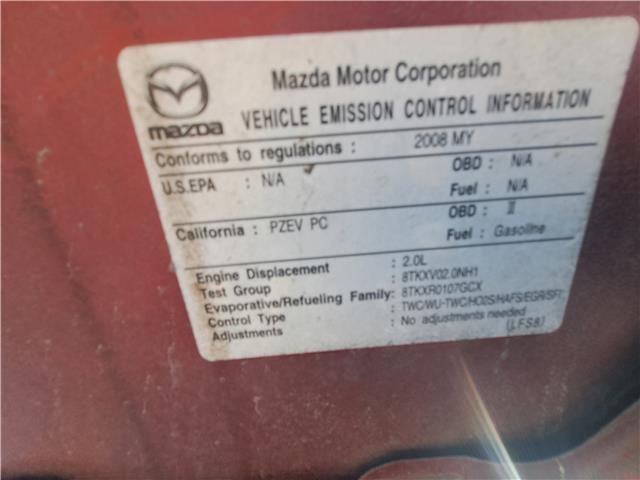 mazda
Mazda Motor Corporation
VEHICLE EMISSION CONTROL INFORMATION
Conforms to regulations : 2008 MY
U.S.EPA : N/A OBD : N/A
Fuel : N/A
California : PZEV PC OBD : II
Fuel : Gasoline
Engine Displacement : 2.0L
Test Group : 8TKXV02.0NH1
Evaporative/Refueling Family: 8TKXR0107GCX
Control Type : TWC/WU-TWC/HO2S/HAFS/EGR/SFI
Adjustments : No adjustments needed
(LFS8)